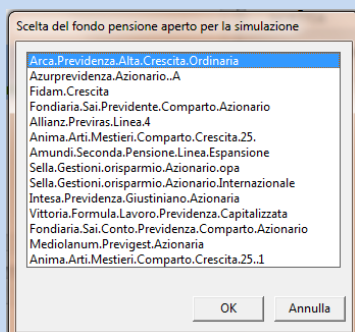 Scelta del fondo pensione aperto per la simulazione
Arca.Previdenza.Alta.Crescita.Ordinaria
Azurprevidenza.Azionario..A
Fidam.Crescita
Fondiaria.Sai.Previdente.Comparto.Azionario
Allianz.Previras.Linea.4
Anima.Arti.Mestieri.Comparto.Crescita.25.
Amundi.Seconda.Pensione.Linea.Espansione
Sella.Gestioni.orisparmio.Azionario.opa
Sella.Gestioni.orisparmio.Azionario.Internazionale
Intesa.Previdenza.Giustiniano.Azionaria
Vittoria.Formula.Lavoro.Previdenza.Capitalizzata
Fondiaria.Sai.Conto.Previdenza.Comparto.Azionario
Mediolanum.Previgest.Azionaria
Anima.Arti.Mestieri.Comparto.Crescita.25..1
OK Annulla